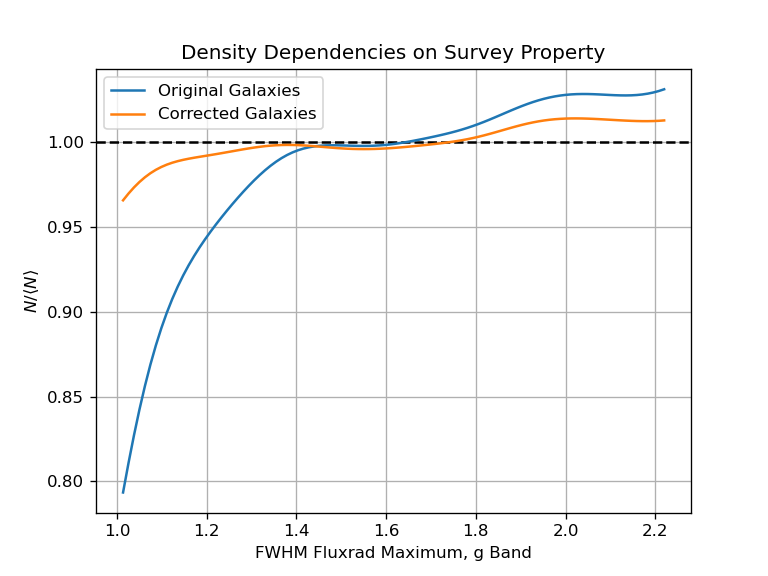 Density Dependencies on Survey Property
Original Galaxies
Corrected Galaxies
1.00
0.95
0.90
0.85
0.80
N/⟨N⟩
1.0 1.2 1.4 1.6 1.8 2.0 2.2
FWHM Fluxrad Maximum, g Band